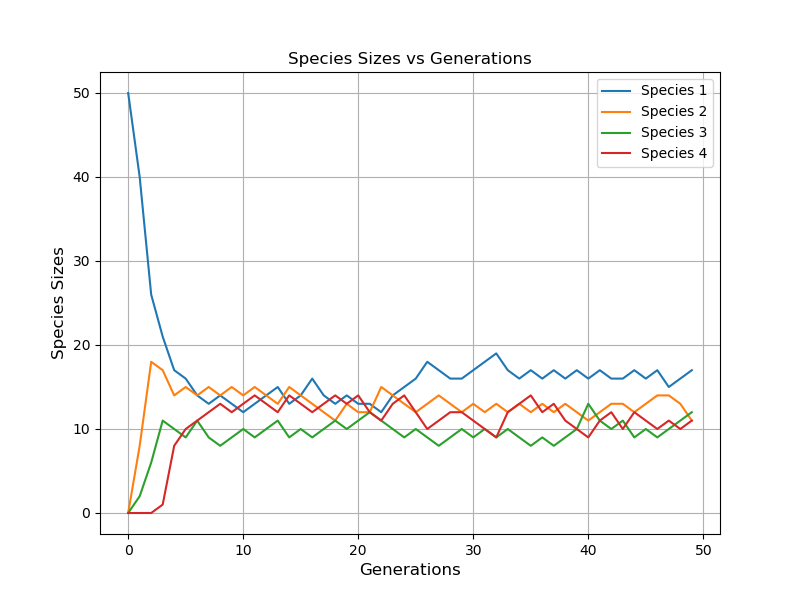 Species Sizes vs Generations
Species 1
Species 2
Species 3
Species 4
Species Sizes
50
40
30
20
10
0
0 10 20 30 40 50
Generations